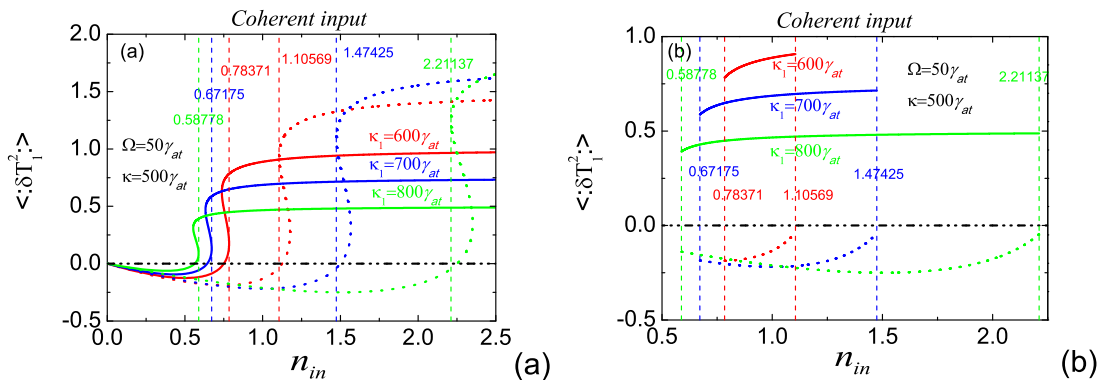 Coherent input
(a)
0.58778
0.67175
0.78371
1.10569
1.47425
2.21137
Ω=50γat
κ=500γat
κ1=600γat
κ1=700γat
κ1=800γat
<:δT1²:>
2.0
1.5
1.0
0.5
0.0
-0.5
0.0 0.5 1.0 1.5 2.0 2.5
nin
(a)
Coherent input
(b)
0.58778
2.21137
κ1=600γat
κ1=700γat
κ1=800γat
Ω=50γat
κ=500γat
0.67175
0.78371
1.10569
1.47425
<:δT1²:>
1.0
0.5
0.0
-0.5
1.0 1.5 2.0
nin
(b)